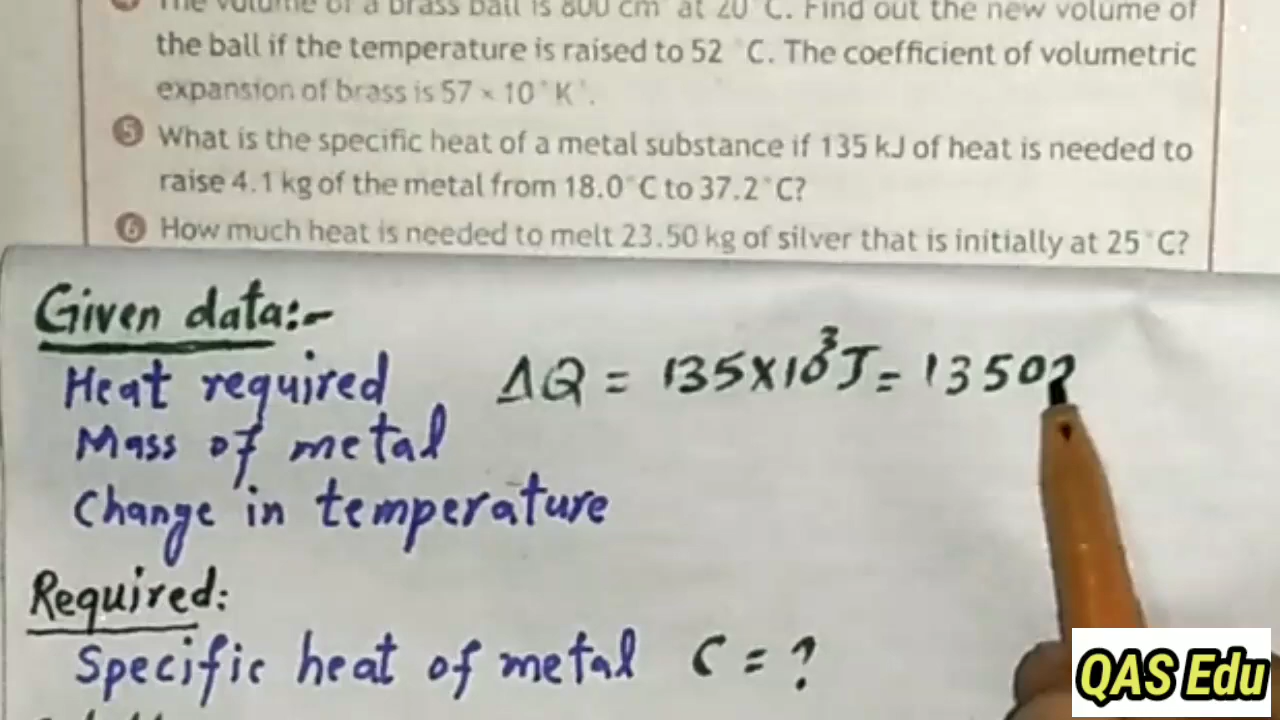 The volume of a brass ball is 800 cm³ at 20 °C. Find out the new volume of
the ball if the temperature is raised to 52 °C. The coefficient of volumetric
expansion of brass is 57 × 10
5 What is the specific heat of a metal substance if 135 kJ of heat is needed to
raise 4.1 kg of the metal from 18.0°C to 37.2°C?
6 How much heat is needed to melt 23.50 kg of silver that is initially at 25 °C?
Given data:-
Heat required ΔQ = 135×10³J = 1350
Mass of metal
Change in temperature
Required:
Specific heat of metal C = ?
QAS Edu